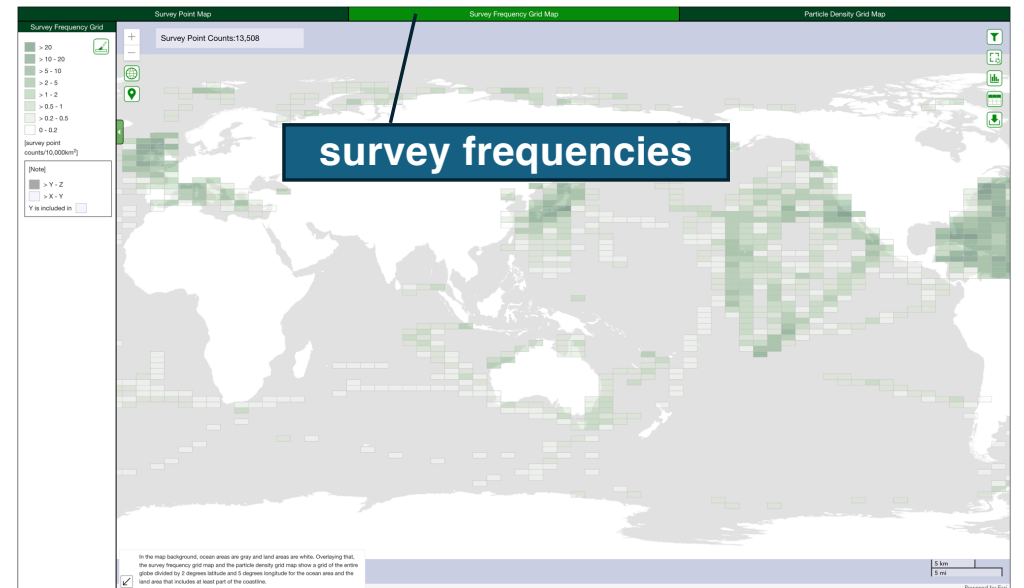 Survey Point Map
Survey Frequency Grid Map
Particle Density Grid Map
Survey Frequency Grid
> 20
> 10 - 20
> 5 - 10
> 2 - 5
> 1 - 2
> 0.5 - 1
> 0.2 - 0.5
0 - 0.2
[survey point
counts/10,000km²]
[Note]
> Y - Z
> X - Y
Y is included in
+
−
Survey Point Counts:13,508
survey frequencies
In the map background, ocean areas are gray and land areas are white. Overlaying that,
the survey frequency grid map and the particle density grid map show a grid of the entire
globe divided by 2 degrees latitude and 5 degrees longitude for the ocean area and the
land area that includes at least part of the coastline.
5 km
5 mi
Powered by Esri